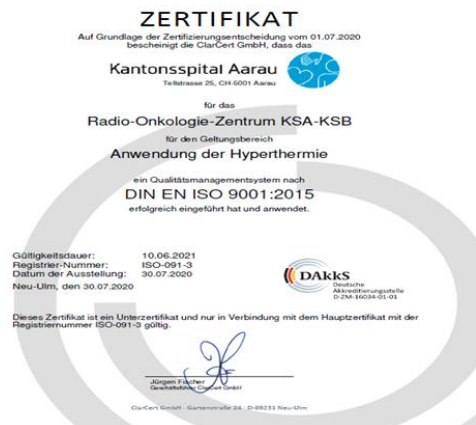 ZERTIFIKAT
Auf Grundlage der Zertifizierungsentscheidung vom 01.07.2020
bescheinigt die ClarCert GmbH, dass das
Kantonsspital Aarau
Tellstrasse 25, CH-5001 Aarau
für das
Radio-Onkologie-Zentrum KSA-KSB
für den Geltungsbereich
Anwendung der Hyperthermie
ein Qualitätsmanagementsystem nach
DIN EN ISO 9001:2015
erfolgreich eingeführt hat und anwendet.
Gültigkeitsdauer: 10.06.2021
Registrier-Nummer: ISO-091-3
Datum der Ausstellung: 30.07.2020
Neu-Ulm, den 30.07.2020
DAkkS
Deutsche
Akkreditierungsstelle
D-ZM-16034-01-01
Dieses Zertifikat ist ein Unterzertifikat und nur in Verbindung mit dem Hauptzertifikat mit der
Registriernummer ISO-091-3 gültig.
Jürgen Fischer
Geschäftsführer ClarCert GmbH
ClarCert GmbH - Gartenstraße 24 - D-89231 Neu-Ulm